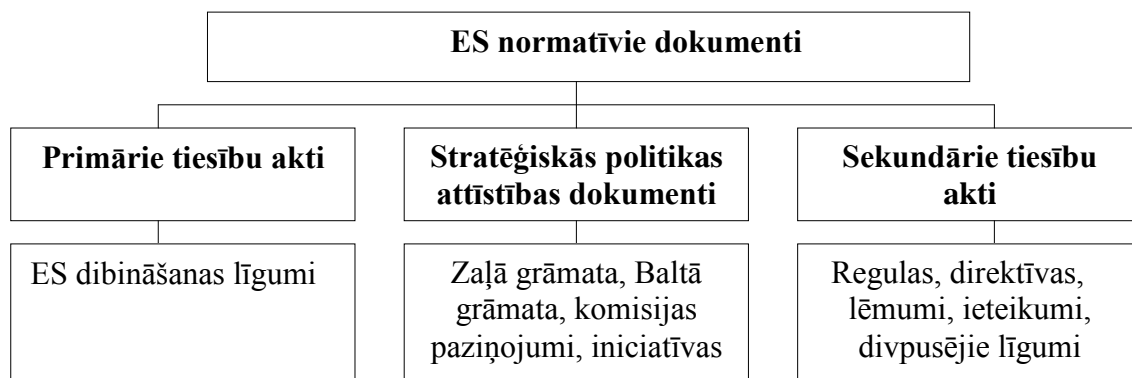 ES normatīvie dokumenti
Primārie tiesību akti
Stratēģiskās politikas
attīstības dokumenti
Sekundārie tiesību
akti
ES dibināšanas līgumi
Zaļā grāmata, Baltā
grāmata, komisijas
paziņojumi, iniciatīvas
Regulas, direktīvas,
lēmumi, ieteikumi,
divpusējie līgumi